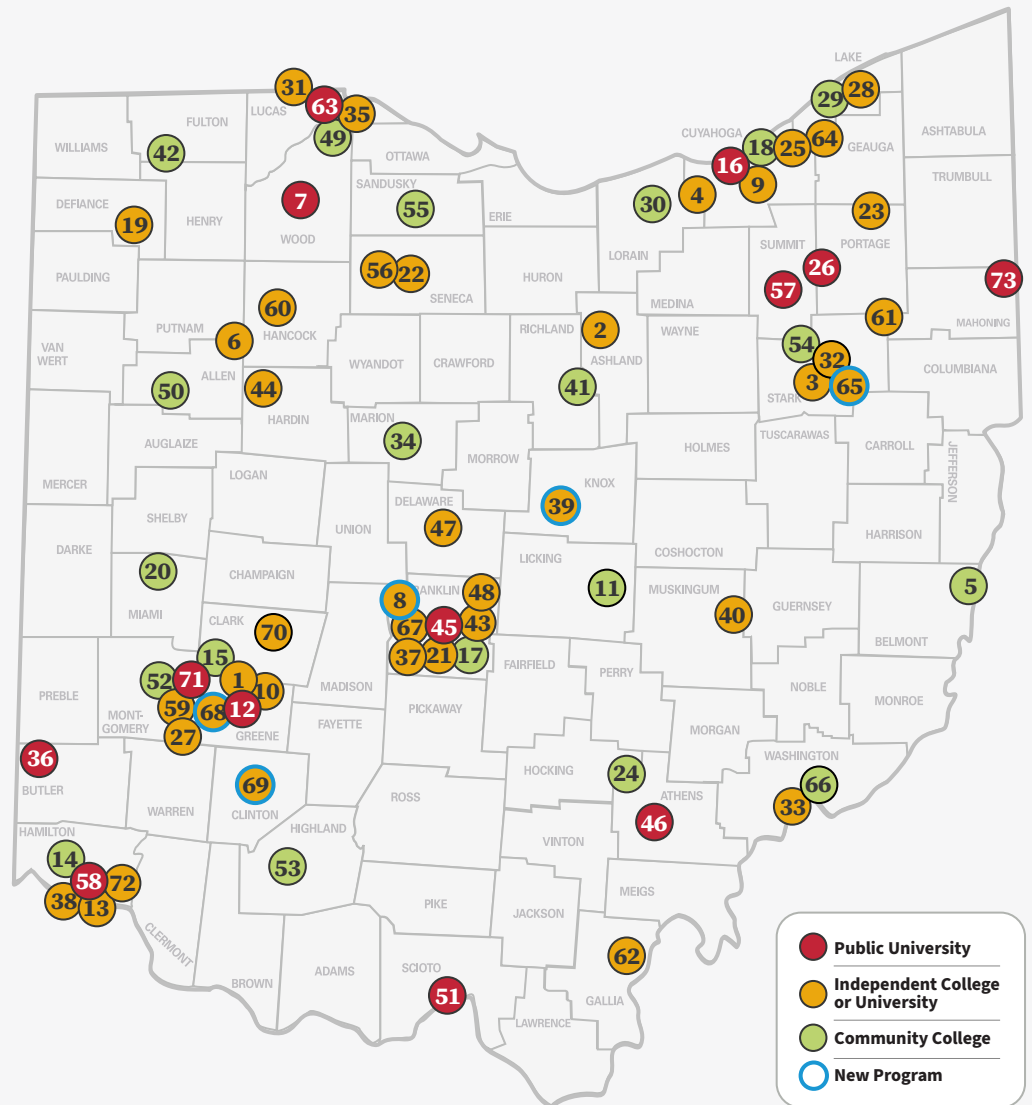 LAKE
31
28
63
LUCAS
35
29
FULTON
49
CUYAHOGA
18
25
64
ASHTABULA
WILLIAMS
42
OTTAWA
16
GEAUGA
SANDUSKY
9
TRUMBULL
DEFIANCE
7
55
30
4
19
HENRY
ERIE
23
WOOD
SUMMIT
PORTAGE
LORAIN
26
PAULDING
56
22
HURON
57
73
SENECA
MEDINA
60
61
PUTNAM
HANCOCK
RICHLAND
2
WAYNE
MAHONING
VAN
WERT
6
54
WYANDOT
CRAWFORD
ASHLAND
32
COLUMBIANA
ALLEN
50
44
41
3
65
STARK
HARDIN
MARION
AUGLAIZE
34
TUSCARAWAS
HOLMES
CARROLL
JEFFERSON
MORROW
LOGAN
MERCER
KNOX
DELAWARE
39
SHELBY
47
UNION
HARRISON
DARKE
LICKING
COSHOCTON
20
CHAMPAIGN
11
MUSKINGUM
5
8
RANKLIN
48
MIAMI
GUERNSEY
CLARK
67
45
43
40
70
BELMONT
15
37
21
17
FAIRFIELD
PERRY
52
71
1
10
MADISON
NOBLE
PREBLE
59
68
12
PICKAWAY
MONROE
MONT-
GOMERY
FAYETTE
MORGAN
27
GREENE
WASHINGTON
36
HOCKING
24
BUTLER
69
66
ROSS
ATHENS
33
WARREN
CLINTON
46
HIGHLAND
HAMILTON
VINTON
14
53
58
72
MEIGS
38
13
PIKE
JACKSON
CLERMONT
62
ADAMS
SCIOTO
BROWN
51
GALLIA
LAWRENCE
Public University
Independent College
or University
Community College
New Program